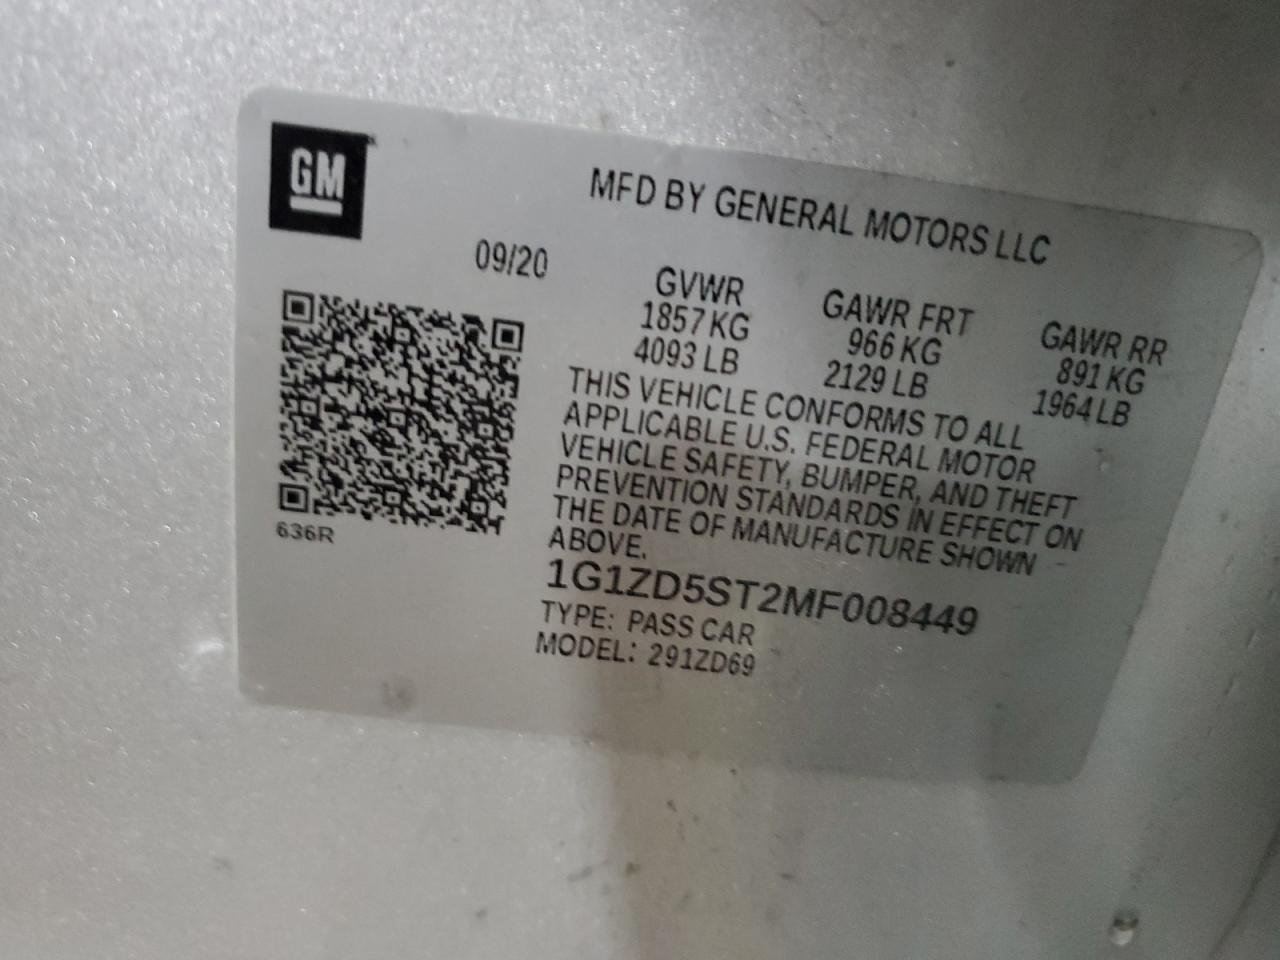 GM
MFD BY GENERAL MOTORS LLC
09/20
GVWR
1857 KG
4093 LB
GAWR FRT
966 KG
2129 LB
GAWR RR
891 KG
1964 LB
THIS VEHICLE CONFORMS TO ALL
APPLICABLE U.S. FEDERAL MOTOR
VEHICLE SAFETY, BUMPER, AND THEFT
PREVENTION STANDARDS IN EFFECT ON
THE DATE OF MANUFACTURE SHOWN
ABOVE.
1G1ZD5ST2MF008449
TYPE: PASS CAR
MODEL: 291ZD69
636R